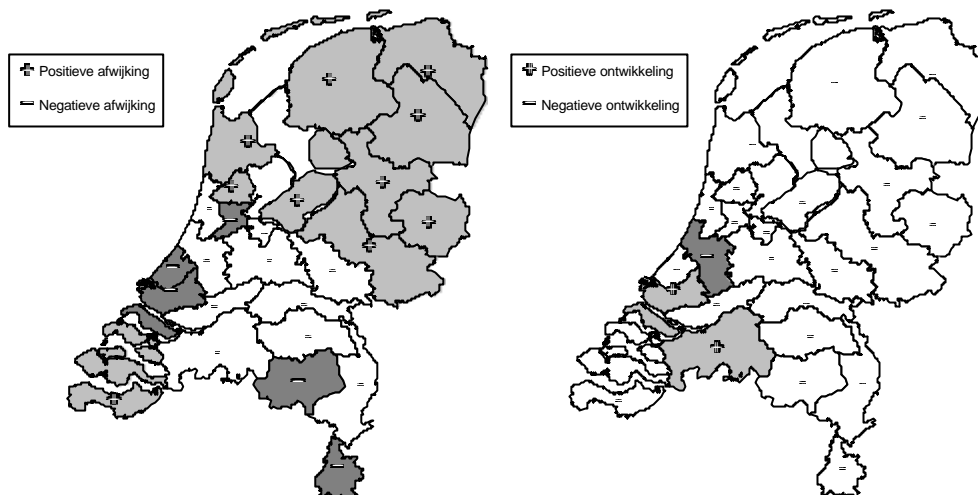 Positieve afwijking
Negatieve afwijking
Positieve ontwikkeling
Negatieve ontwikkeling